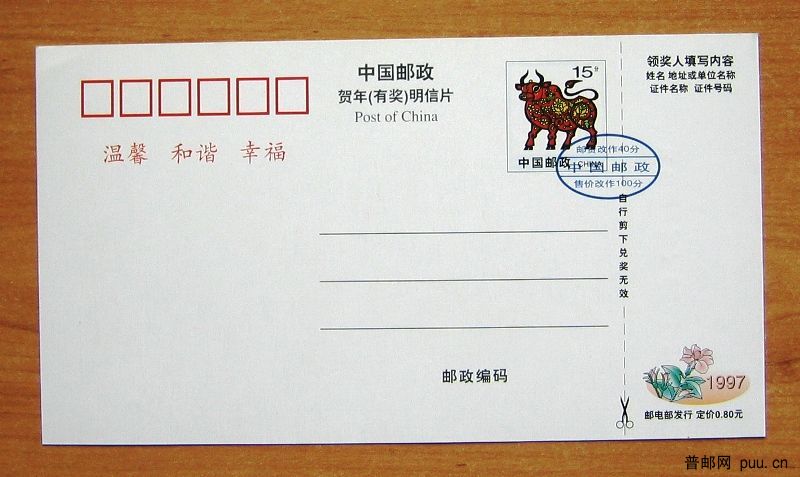 中国邮政
贺年(有奖)明信片
Post of China
温馨 和谐 幸福
15分
中国邮政
CHINA
邮资改作40分
中国邮政
售价改作100分
领奖人填写内容
姓名 地址或单位名称
证件名称 证件号码
自行剪下兑奖无效
邮政编码
1997
邮电部发行 定价0.80元
普邮网 puu.cn